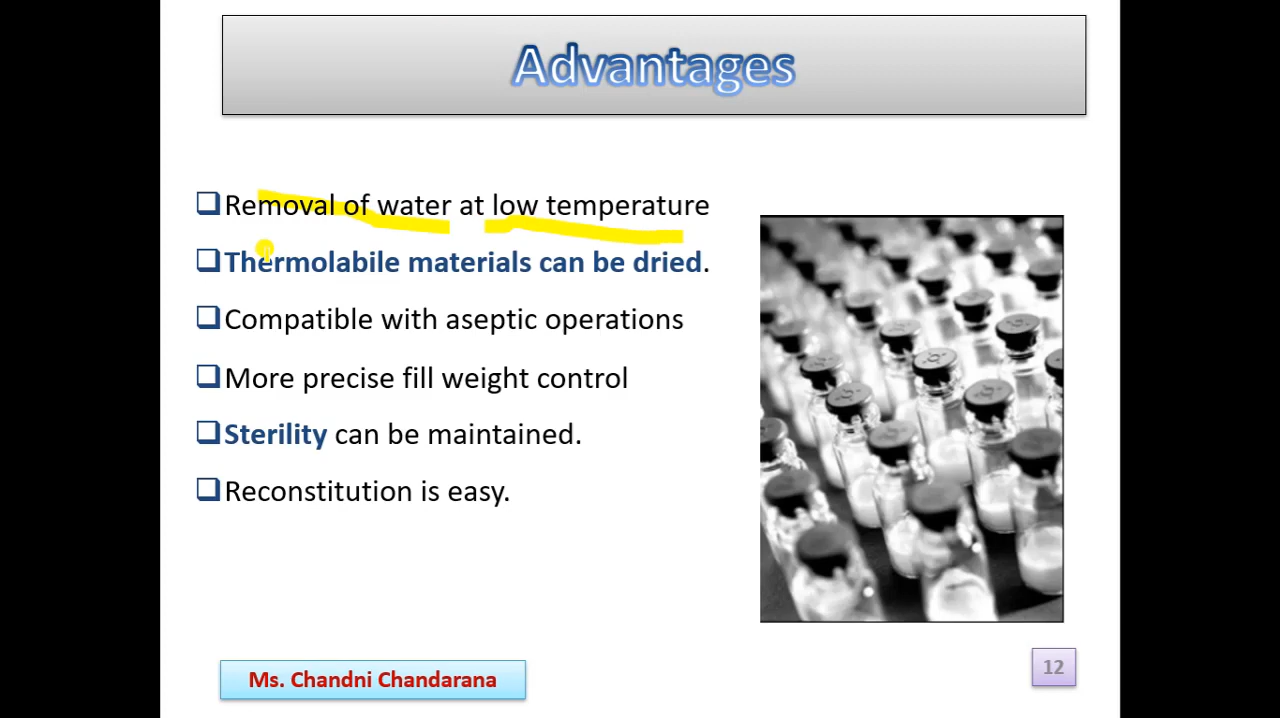 Advantages
Removal of water at low temperature
Thermolabile materials can be dried.
Compatible with aseptic operations
More precise fill weight control
Sterility can be maintained.
Reconstitution is easy.
Ms. Chandni Chandarana
12